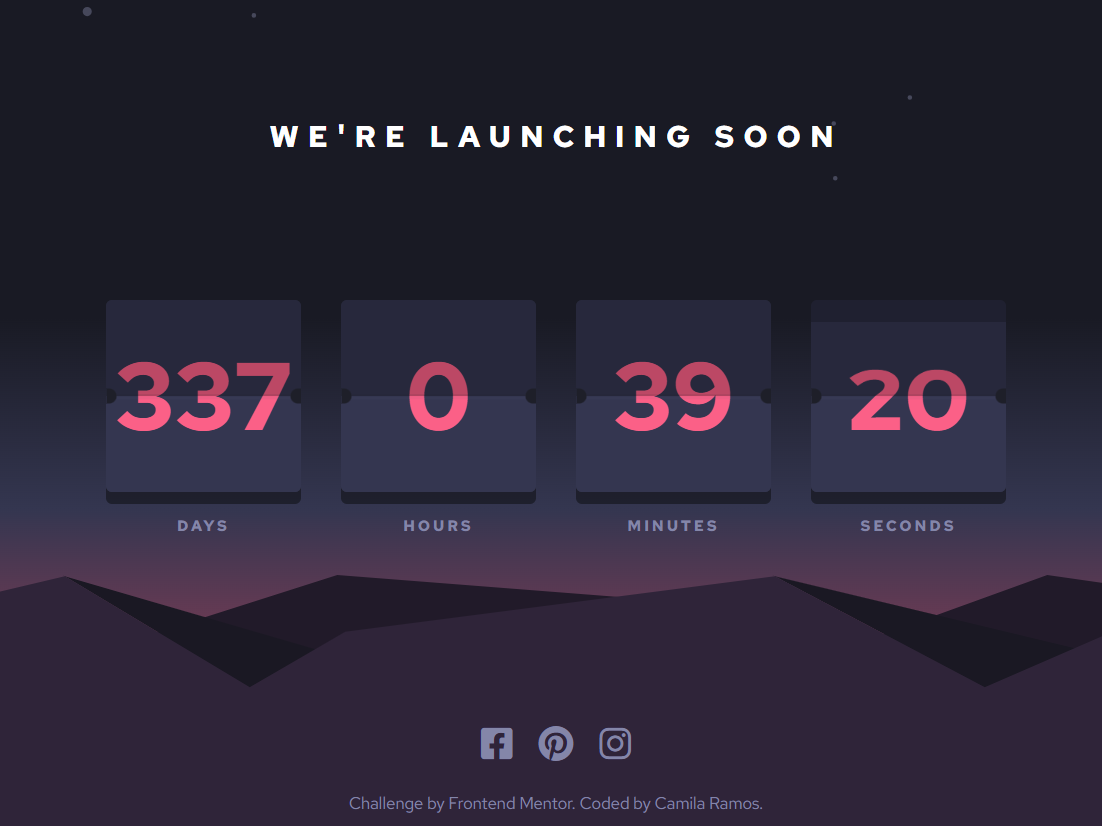 WE'RE LAUNCHING SOON
337 0 39 20
DAYS HOURS MINUTES SECONDS
Challenge by Frontend Mentor. Coded by Camila Ramos.